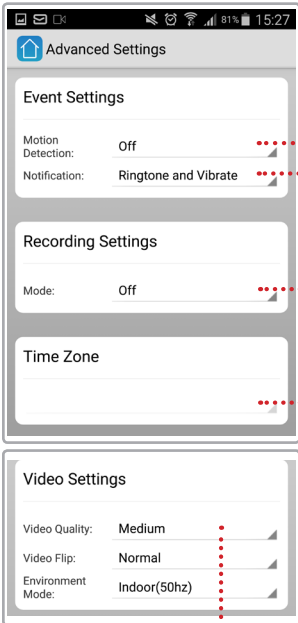 81% 15:27
Advanced Settings
Event Settings
Motion
Detection: Off
Notification: Ringtone and Vibrate
Recording Settings
Mode: Off
Time Zone
Video Settings
Video Quality: Medium
Video Flip: Normal
Environment
Mode: Indoor(50hz)